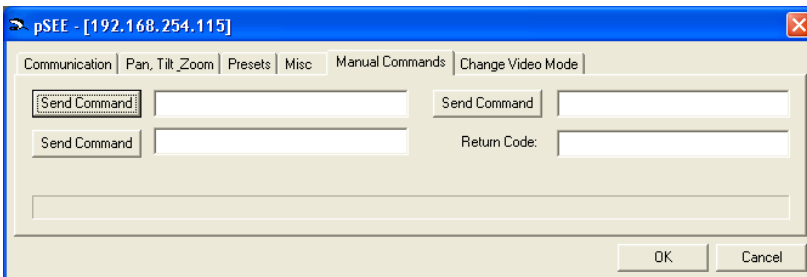 pSEE - [192.168.254.115]
Communication Pan, Tilt, Zoom Presets Misc Manual Commands Change Video Mode
Send Command Send Command
Send Command Return Code:
OK Cancel